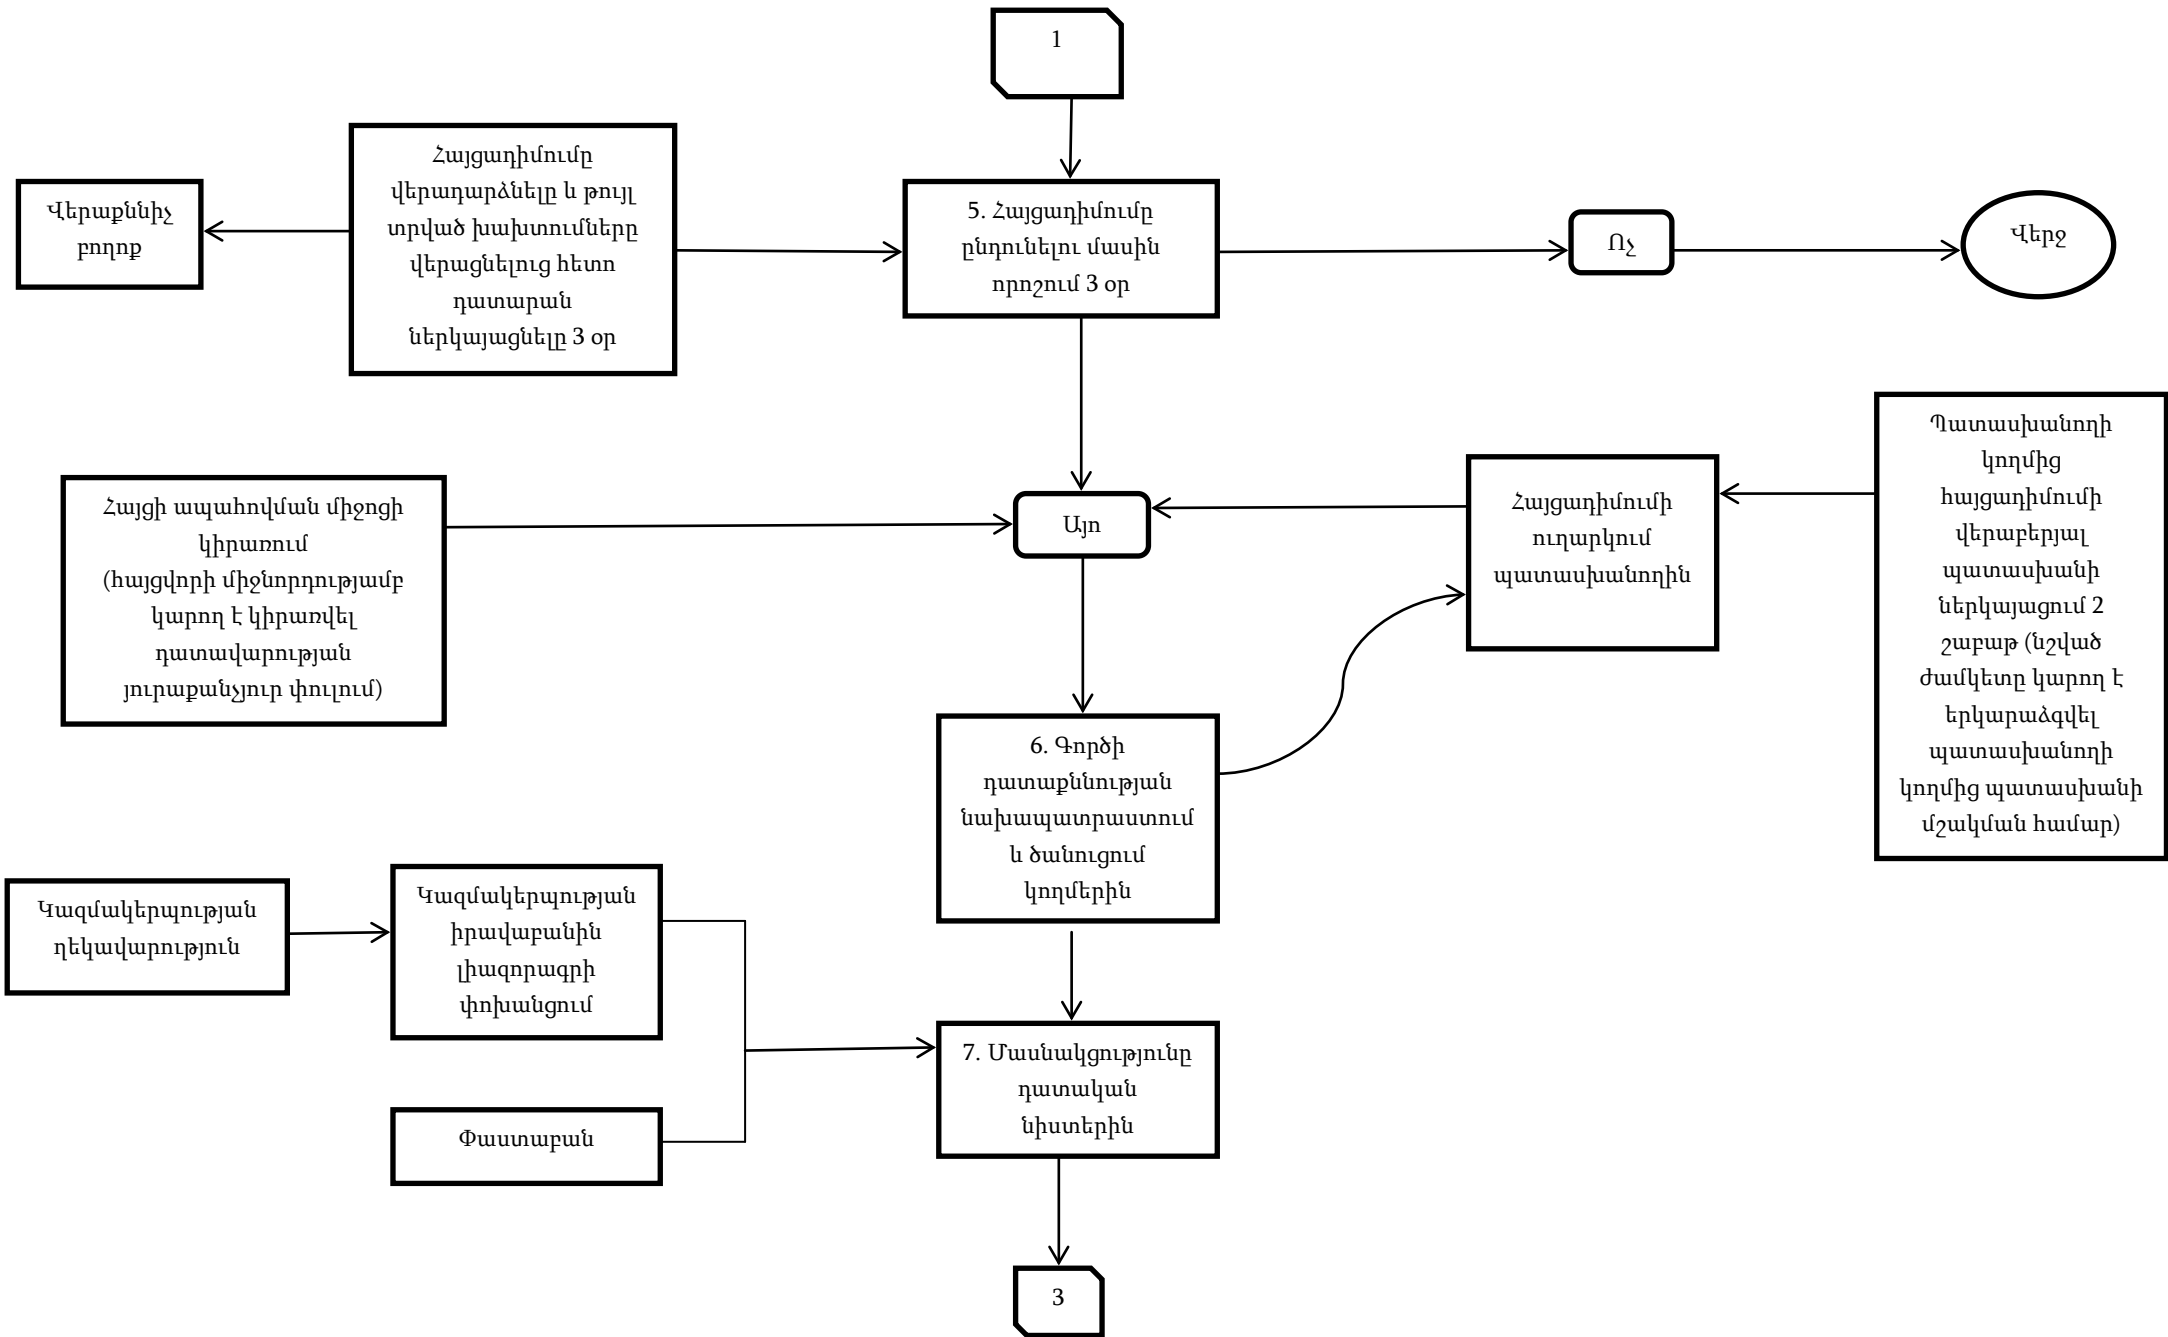 1
Վերաքննիչ
բողոք
Հայցադիմումը
վերադարձնելը և թույլ
տրված խախտումները
վերացնելուց հետո
դատարան
ներկայացնելը 3 օր
5. Հայցադիմումը
ընդունելու մասին
որոշում 3 օր
Ոչ
Վերջ
Հայցի ապահովման միջոցի
կիրառում
(հայցվորի միջնորդությամբ
կարող է կիրառվել
դատավարության
յուրաքանչյուր փուլում)
Այո
Հայցադիմումի
ուղարկում
պատասխանողին
Պատասխանողի
կողմից
հայցադիմումի
վերաբերյալ
պատասխանի
ներկայացում 2
շաբաթ (նշված
ժամկետը կարող է
երկարաձգվել
պատասխանողի
կողմից պատասխանի
մշակման համար)
6. Գործի
դատաքննության
նախապատրաստում
և ծանուցում
կողմերին
Կազմակերպության
ղեկավարություն
Կազմակերպության
իրավաբանին
լիազորագրի
փոխանցում
7. Մասնակցությունը
դատական
նիստերին
Փաստաբան
3